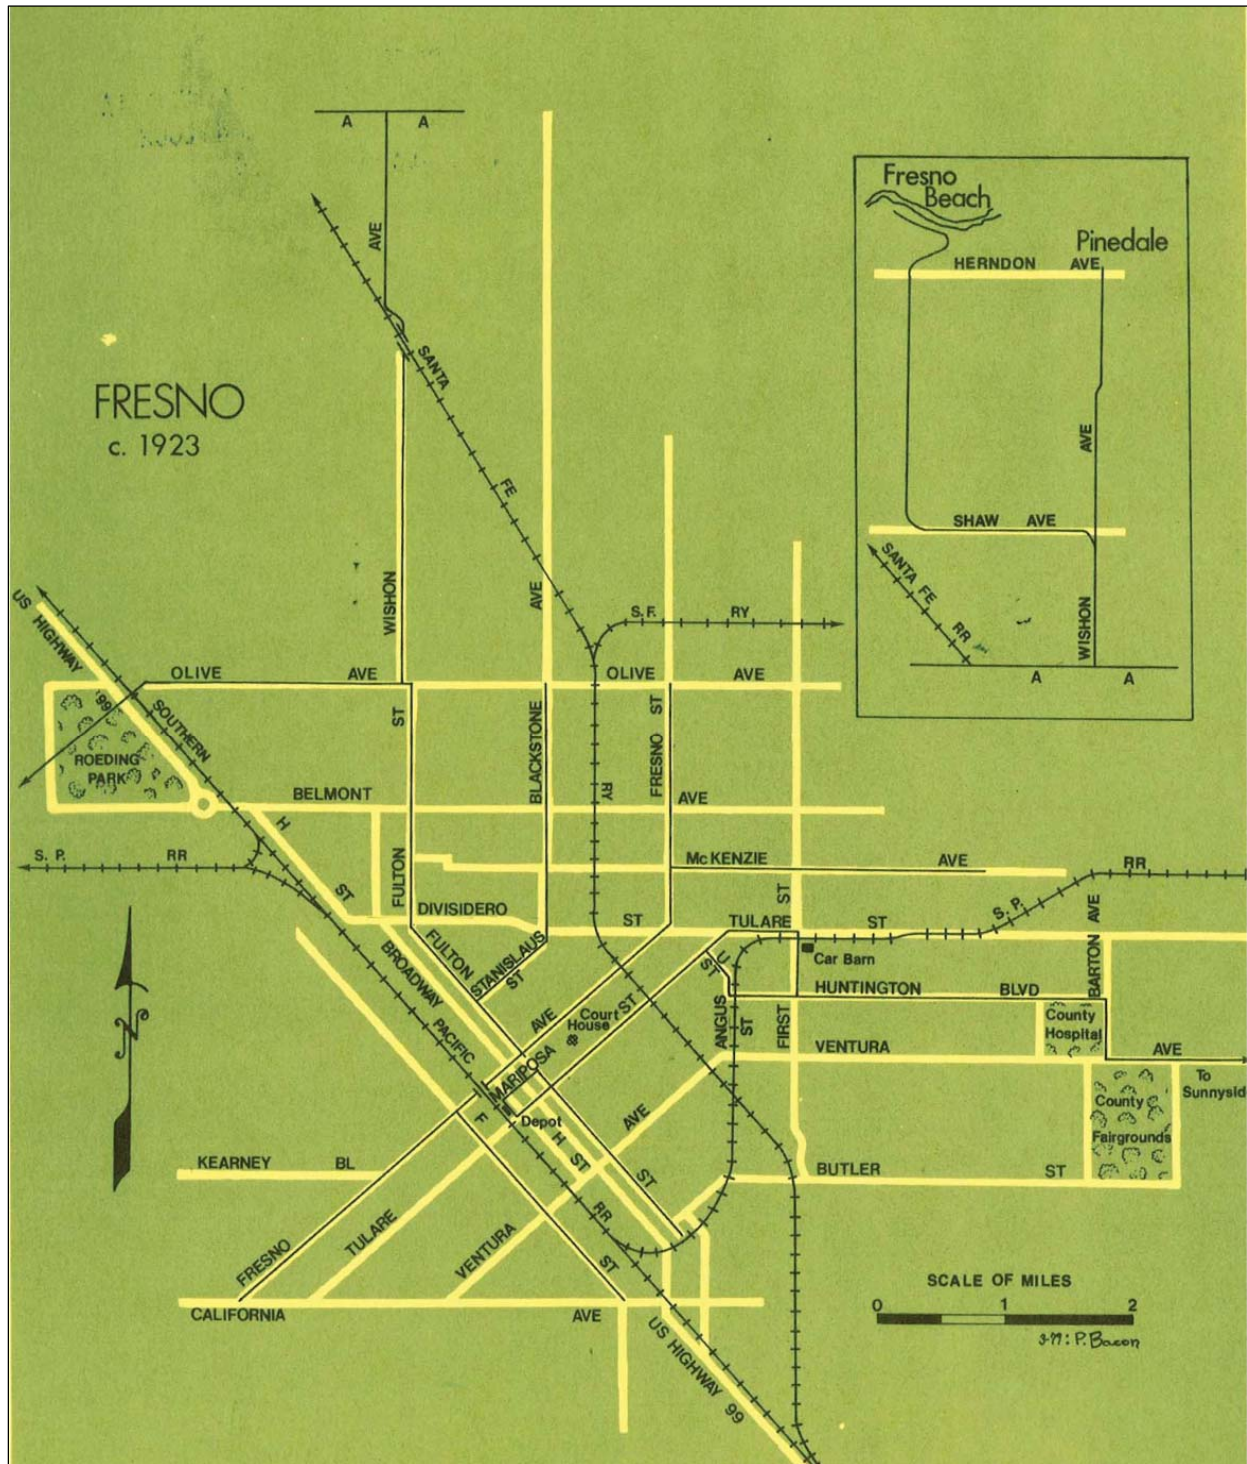 A A
AVE
Fresno
Beach
Pinedale
HERNDON AVE
SANTA
FE
RY
FRESNO
c. 1923
AVE
SHAW AVE
SANTA FE
RR
WISHON
A A
WISHON
AVE
S.F. RY
US HIGHWAY '99
SOUTHERN
PACIFIC
RR
OLIVE AVE
OLIVE AVE
ROEDING
PARK
FULTON ST
BLACKSTONE
FRESNO ST
BELMONT AVE
H ST
S. P. RR
McKENZIE AVE
S. P. RR
DIVISIDERO ST
TULARE ST
BROADWAY
FULTON
STANISLAUS
ST
U
ST
Car Barn
BARTON AVE
HUNTINGTON BLVD
N
AVE
Court
House
ST
ANGUS ST
FIRST ST
County
Hospital
MARIPOSA
VENTURA AVE
To
Sunnysid
Depot
F ST
H ST
ST
AVE
County
Fairgrounds
KEARNEY BL
BUTLER ST
FRESNO
TULARE
VENTURA
CALIFORNIA AVE
US HIGHWAY 99
SCALE OF MILES
0 1 2
P. Bacon